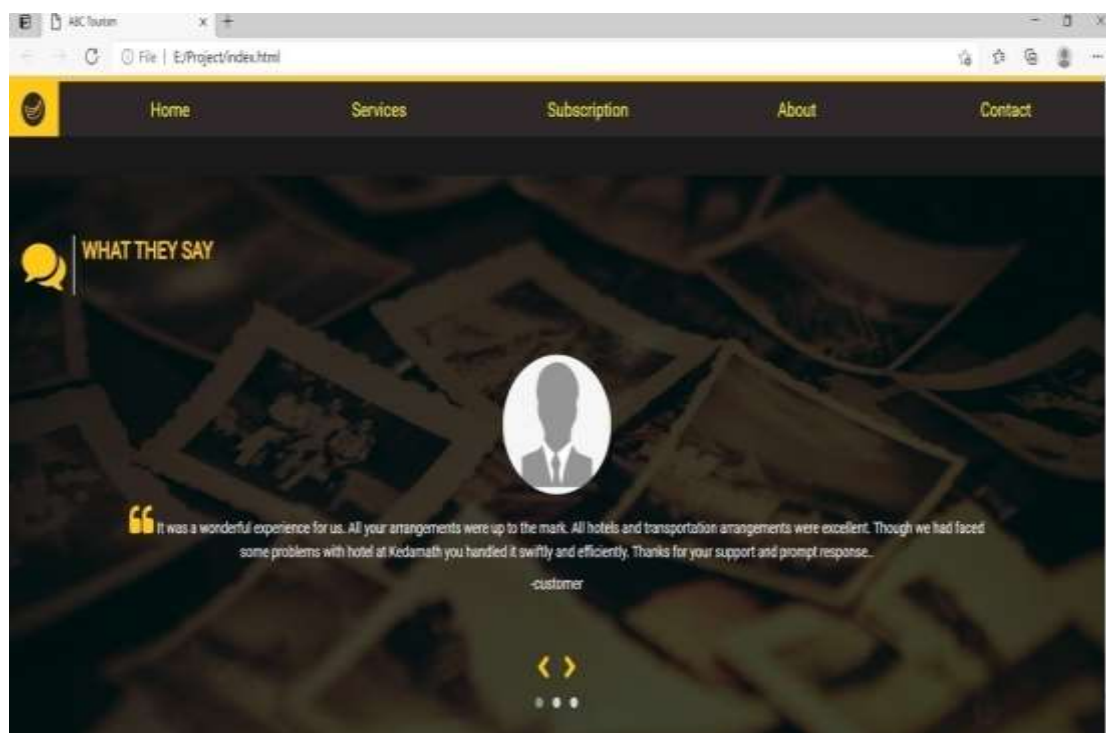 ABC Tourism
File | E:/Project/index.html
Home Services Subscription About Contact
WHAT THEY SAY
It was a wonderful experience for us. All your arrangements were up to the mark. All hotels and transportation arrangements were excellent. Though we had faced
some problems with hotel at Kedarnath you handled it swiftly and efficiently. Thanks for your support and prompt response..
-customer